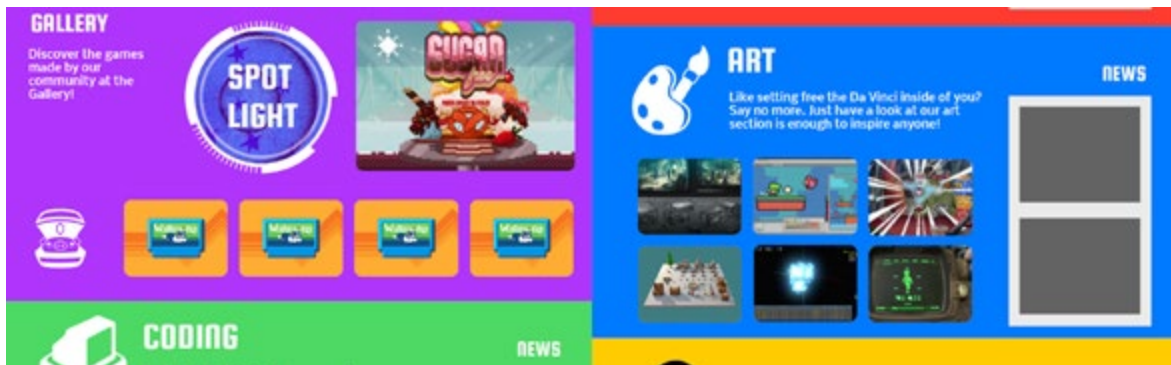 GALLERY
Discover the games
made by our
community at the
Gallery!
SPOT
LIGHT
SUGAR
free
CODING
NEWS
ART
Like setting free the Da Vinci inside of you?
Say no more. Just have a look at our art
section is enough to inspire anyone!
NEWS